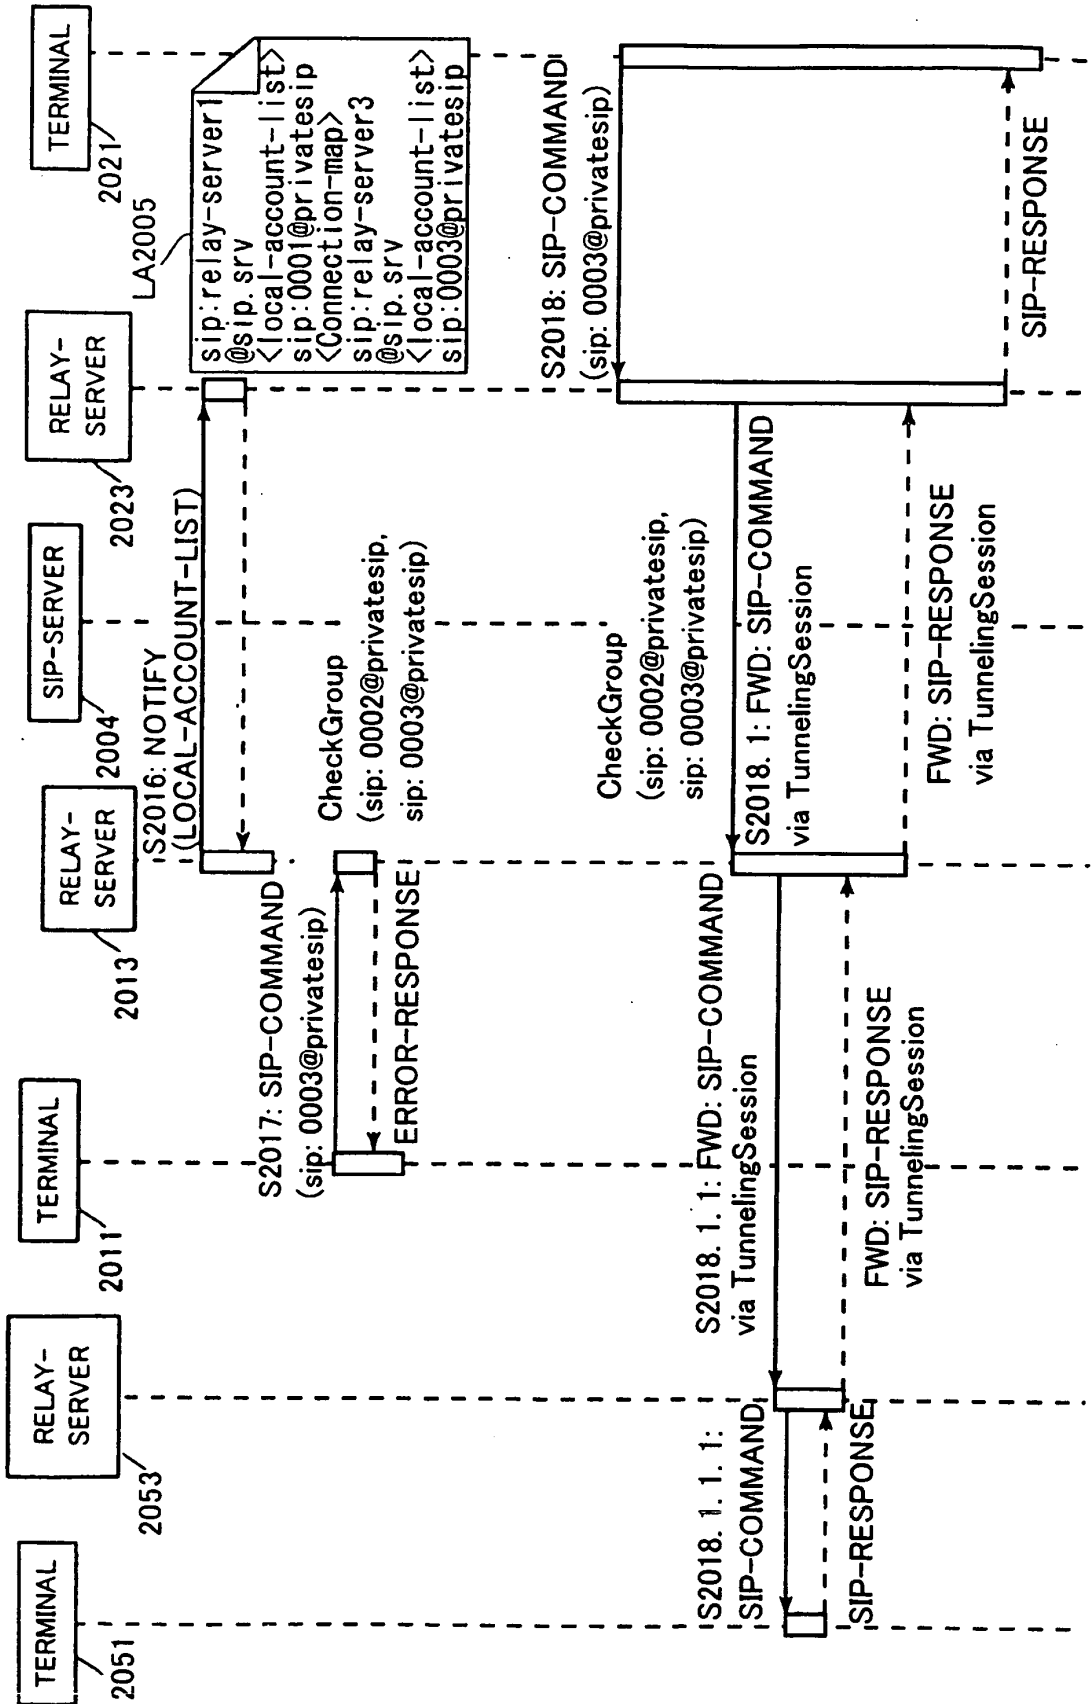 TERMINAL
2051
RELAY-
SERVER
2053
TERMINAL
2011
RELAY-
SERVER
2013
SIP-SERVER
2004
RELAY-
SERVER
2023
TERMINAL
2021
LA2005
sip:relay-server1
@sip.srv
<local-account-list>
sip:0001@privatesip
<Connection-map>
sip:relay-server3
@sip.srv
<local-account-list>
sip:0003@privatesip
S2016: NOTIFY
(LOCAL-ACCOUNT-LIST)
S2017: SIP-COMMAND
(sip: 0003@privatesip)
CheckGroup
(sip: 0002@privatesip,
sip: 0003@privatesip)
ERROR-RESPONSE
S2018: SIP-COMMAND
(sip: 0003@privatesip)
CheckGroup
(sip: 0002@privatesip,
sip: 0003@privatesip)
S2018. 1: FWD: SIP-COMMAND
via TunnelingSession
S2018. 1. 1: FWD: SIP-COMMAND
via TunnelingSession
S2018. 1. 1. 1:
SIP-COMMAND
SIP-RESPONSE
FWD: SIP-RESPONSE
via TunnelingSession
FWD: SIP-RESPONSE
via TunnelingSession
SIP-RESPONSE